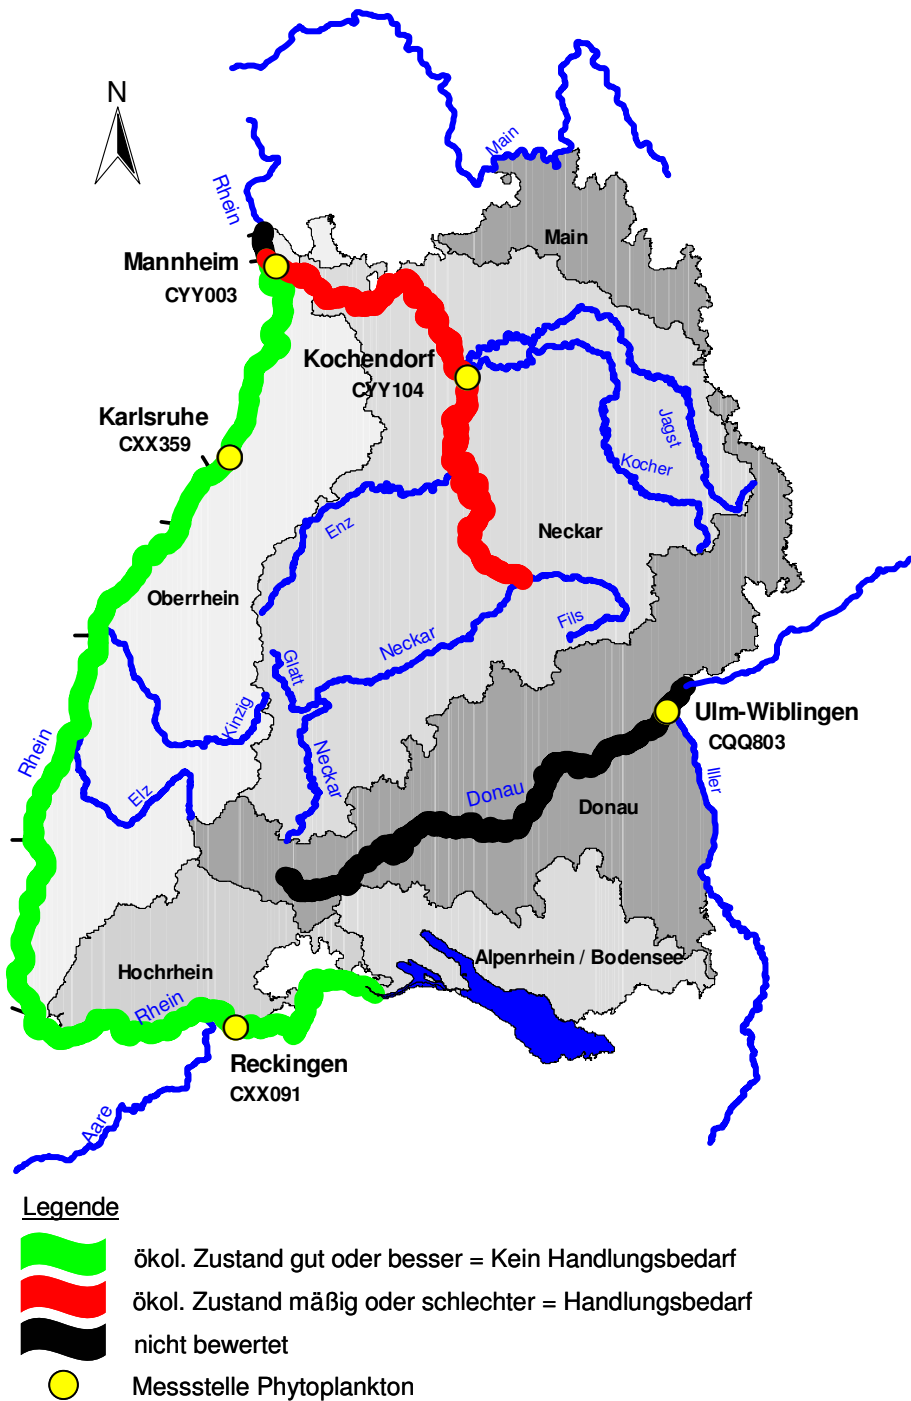 N
Main
Rhein
Main
Mannheim
CYY003
Kochendorf
CYY104
Karlsruhe
CXX359
Jagst
Kocher
Enz
Neckar
Oberrhein
Fils
Neckar
Glatt
Kinzig
Rhein
Neckar
Ulm-Wiblingen
CQQ803
Iller
Elz
Donau
Donau
Alpenrhein / Bodensee
Hochrhein
Rhein
Reckingen
CXX091
Aare
Legende
ökol. Zustand gut oder besser = Kein Handlungsbedarf
ökol. Zustand mäßig oder schlechter = Handlungsbedarf
nicht bewertet
Messstelle Phytoplankton